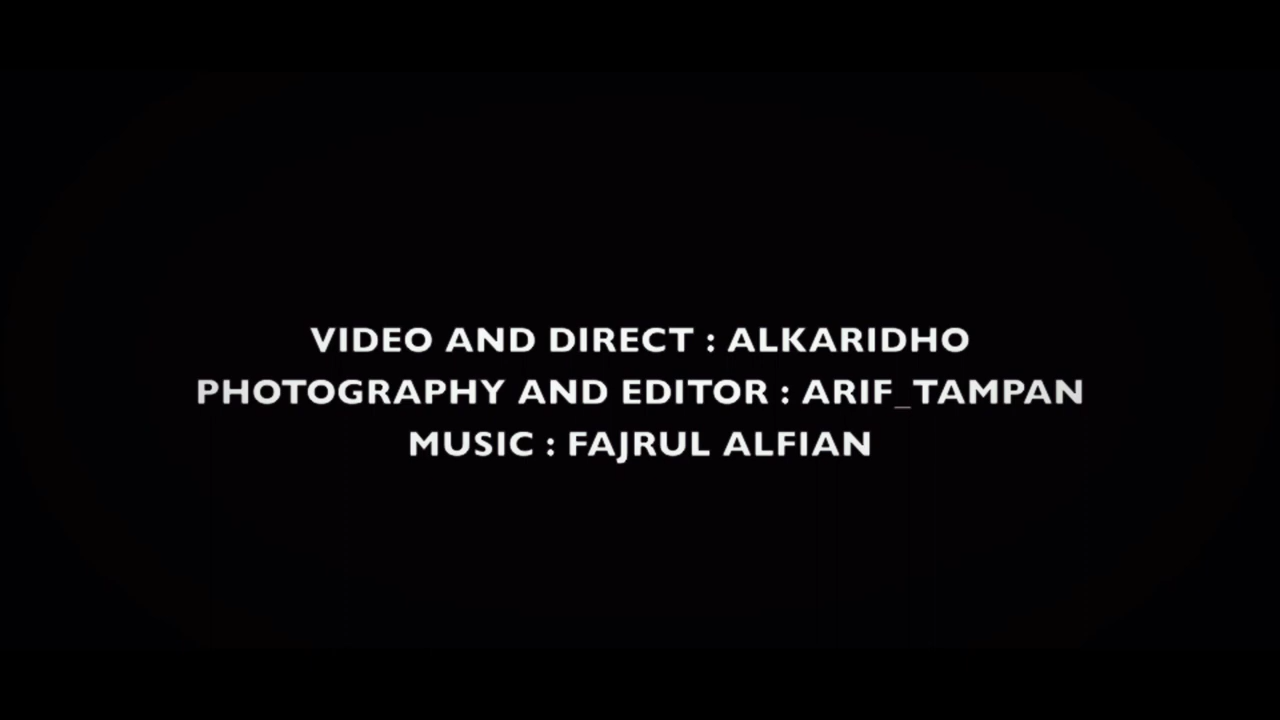 VIDEO AND DIRECT : ALKARIDHO
PHOTOGRAPHY AND EDITOR : ARIF_TAMPAN
MUSIC : FAJRUL ALFIAN